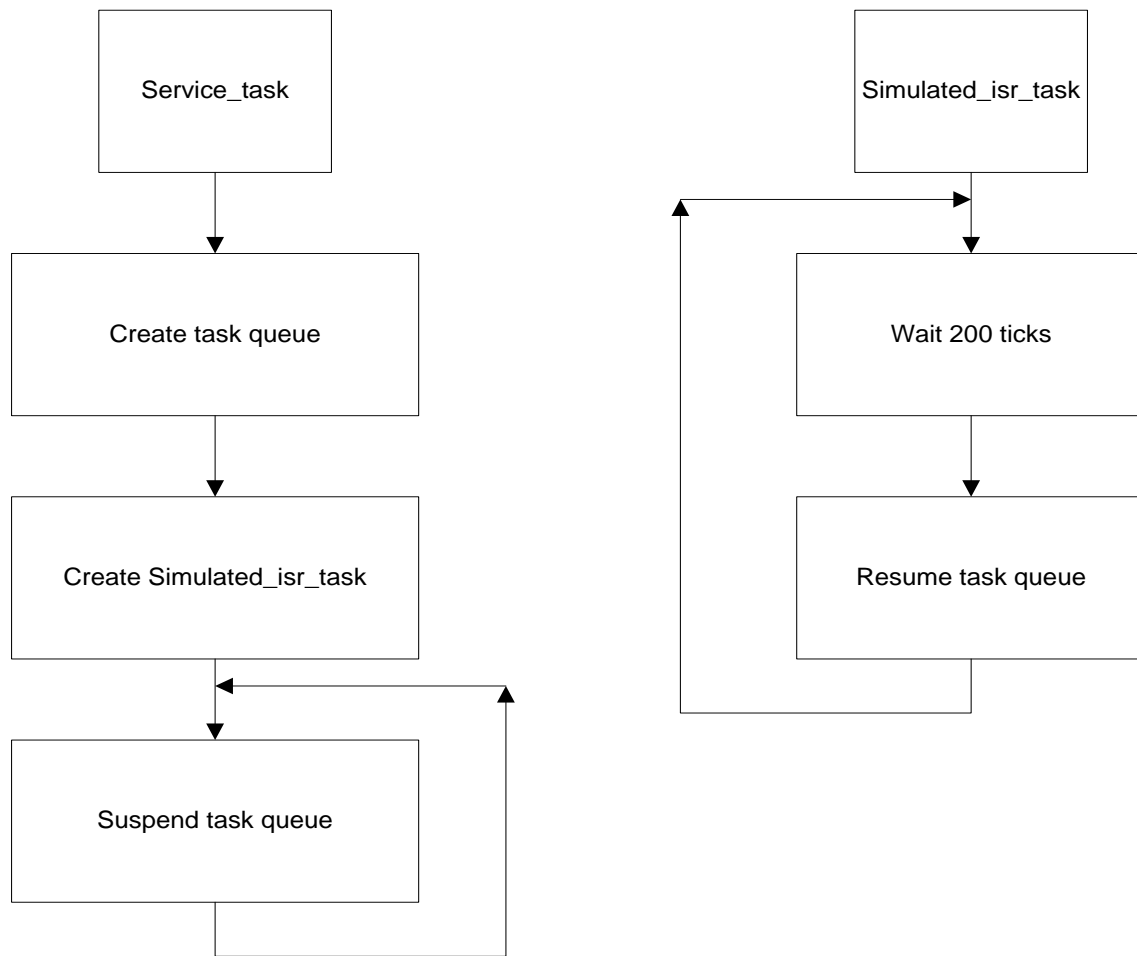 Service_task
Create task queue
Create Simulated_isr_task
Suspend task queue
Simulated_isr_task
Wait 200 ticks
Resume task queue